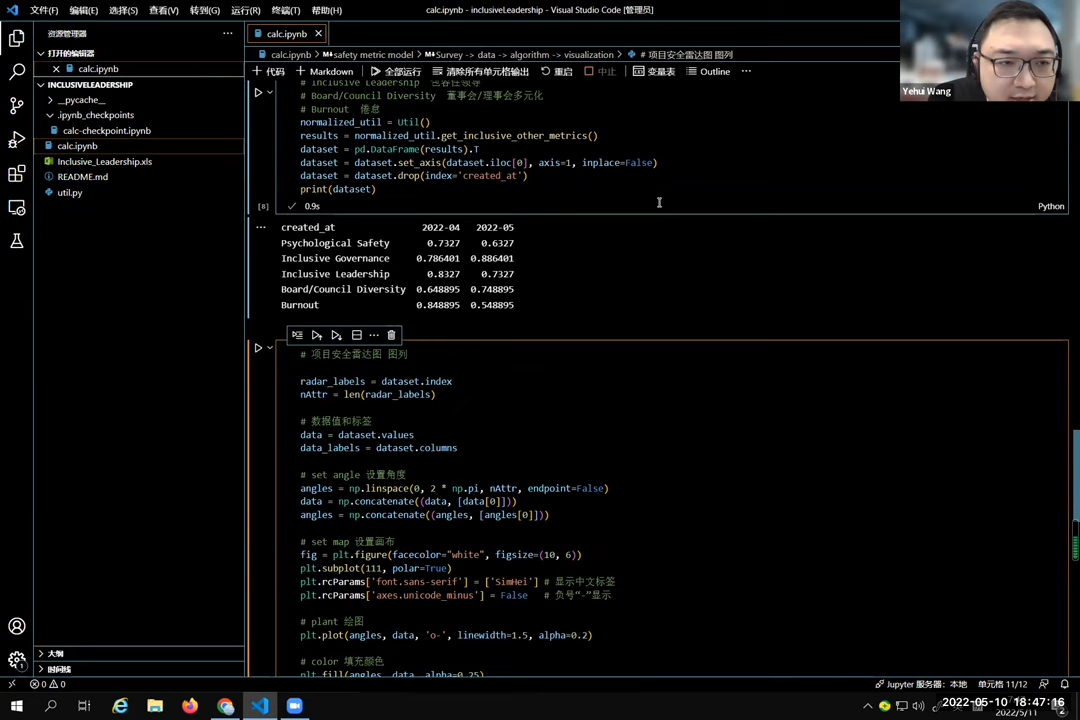 文件(F) 编辑(E) 选择(S) 查看(V) 转到(G) 运行(R) 终端(T) 帮助(H)
calc.ipynb - inclusiveLeadership - Visual Studio Code [管理员]
资源管理器
打开的编辑器
calc.ipynb
INCLUSIVELEADERSHIP
__pycache__
.ipynb_checkpoints
calc-checkpoint.ipynb
calc.ipynb
Inclusive_Leadership.xls
README.md
util.py
大纲
时间线
calc.ipynb
calc.ipynb > safety metric model > Survey -> data -> algorithm -> visualization > # 项目安全雷达图 图列
+ 代码 + Markdown 全部运行 清除所有单元格输出 重启 中止 变量表 Outline ...
# Inclusive Leadership 包容性领导
# Board/Council Diversity 董事会/理事会多元化
# Burnout 倦怠
normalized_util = Util()
results = normalized_util.get_inclusive_other_metrics()
dataset = pd.DataFrame(results).T
dataset = dataset.set_axis(dataset.iloc[0], axis=1, inplace=False)
dataset = dataset.drop(index='created_at')
print(dataset)
[8] 0.9s Python
created_at 2022-04 2022-05
Psychological Safety 0.7327 0.6327
Inclusive Governance 0.786401 0.886401
Inclusive Leadership 0.8327 0.7327
Board/Council Diversity 0.648895 0.748895
Burnout 0.848895 0.548895
# 项目安全雷达图 图列
radar_labels = dataset.index
nAttr = len(radar_labels)
# 数据值和标签
data = dataset.values
data_labels = dataset.columns
# set angle 设置角度
angles = np.linspace(0, 2 * np.pi, nAttr, endpoint=False)
data = np.concatenate((data, [data[0]]))
angles = np.concatenate((angles, [angles[0]]))
# set map 设置画布
fig = plt.figure(facecolor="white", figsize=(10, 6))
plt.subplot(111, polar=True)
plt.rcParams['font.sans-serif'] = ['SimHei'] # 显示中文标签
plt.rcParams['axes.unicode_minus'] = False # 负号“-”显示
# plant 绘图
plt.plot(angles, data, 'o-', linewidth=1.5, alpha=0.2)
# color 填充颜色
plt.fill(angles, data, alpha=0.25)
Yehui Wang
0 0
Jupyter 服务器: 本地 单元格 11/12
2022-05-10 18:47:16
2022/5/11